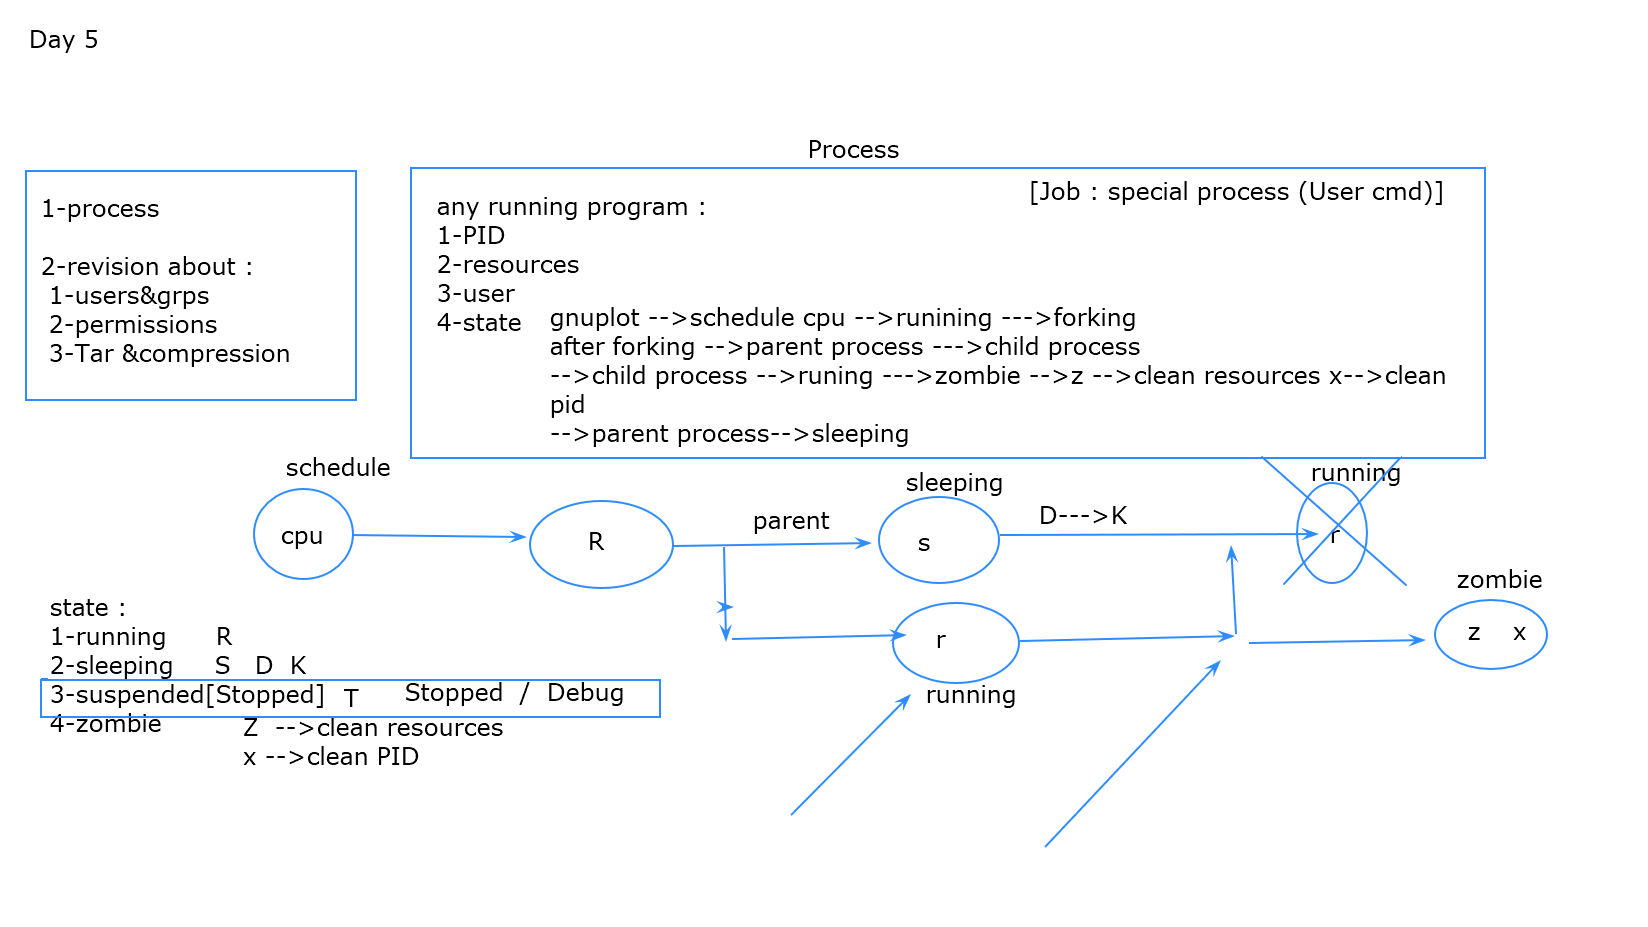 Day 5
Process
1-process
2-revision about :
1-users&grps
2-permissions
3-Tar &compression
[Job : special process (User cmd)]
any running program :
1-PID
2-resources
3-user
4-state
gnuplot -->schedule cpu -->runining --->forking
after forking -->parent process --->child process
-->child process -->runing --->zombie -->z -->clean resources x-->clean
pid
-->parent process-->sleeping
schedule
cpu
R
parent
sleeping
s
D--->K
running
r
r
running
zombie
z x
state :
1-running R
2-sleeping S D K
3-suspended[Stopped] T Stopped / Debug
4-zombie
Z -->clean resources
x -->clean PID